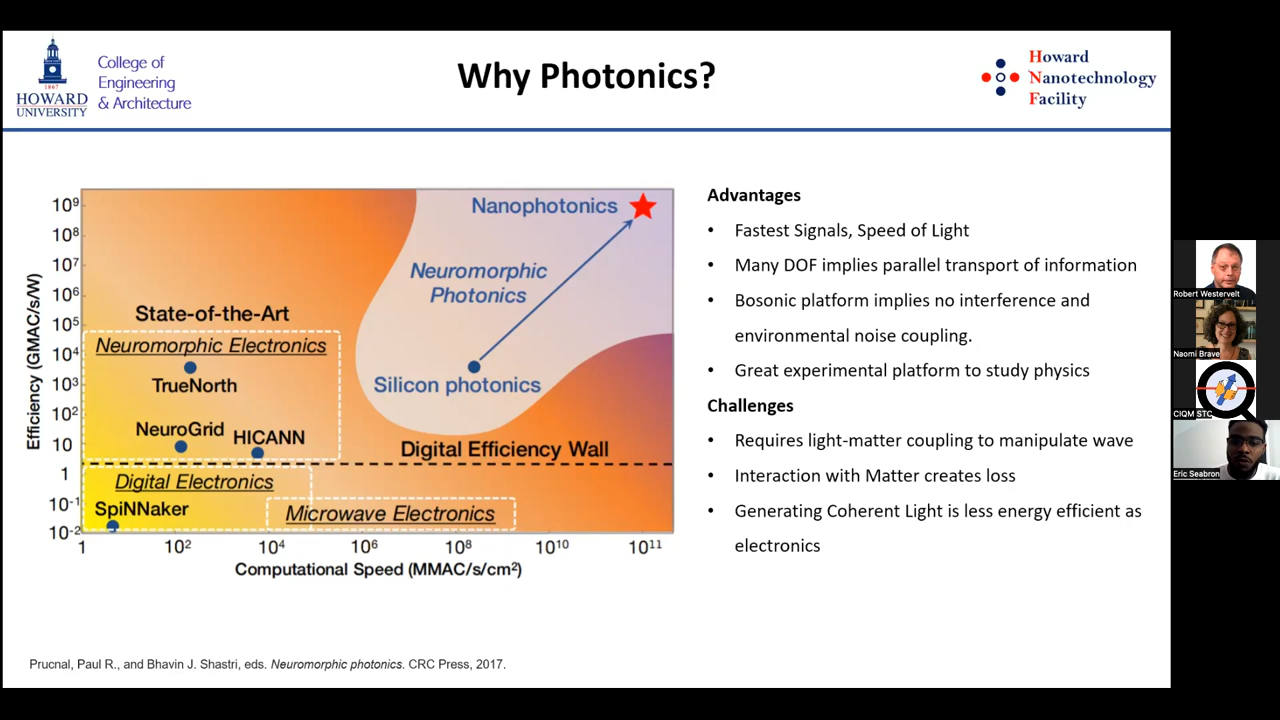 HOWARD
UNIVERSITY
1867
College of
Engineering
& Architecture
Why Photonics?
Howard
Nanotechnology
Facility
Efficiency (GMAC/s/W)
10⁹
10⁸
10⁷
10⁶
10⁵
10⁴
10³
10²
10
1
10⁻¹
10⁻²
Nanophotonics
Neuromorphic
Photonics
State-of-the-Art
Neuromorphic Electronics
TrueNorth
Silicon photonics
NeuroGrid
HICANN
Digital Efficiency Wall
Digital Electronics
SpiNNaker
Microwave Electronics
1 10² 10⁴ 10⁶ 10⁸ 10¹⁰ 10¹¹
Computational Speed (MMAC/s/cm²)
Advantages
• Fastest Signals, Speed of Light
• Many DOF implies parallel transport of information
• Bosonic platform implies no interference and
environmental noise coupling.
• Great experimental platform to study physics
Challenges
• Requires light-matter coupling to manipulate wave
• Interaction with Matter creates loss
• Generating Coherent Light is less energy efficient as
electronics
Prucnal, Paul R., and Bhavin J. Shastri, eds. Neuromorphic photonics. CRC Press, 2017.
Robert Westervelt
Naomi Brave
CIQM STC
Eric Seabron